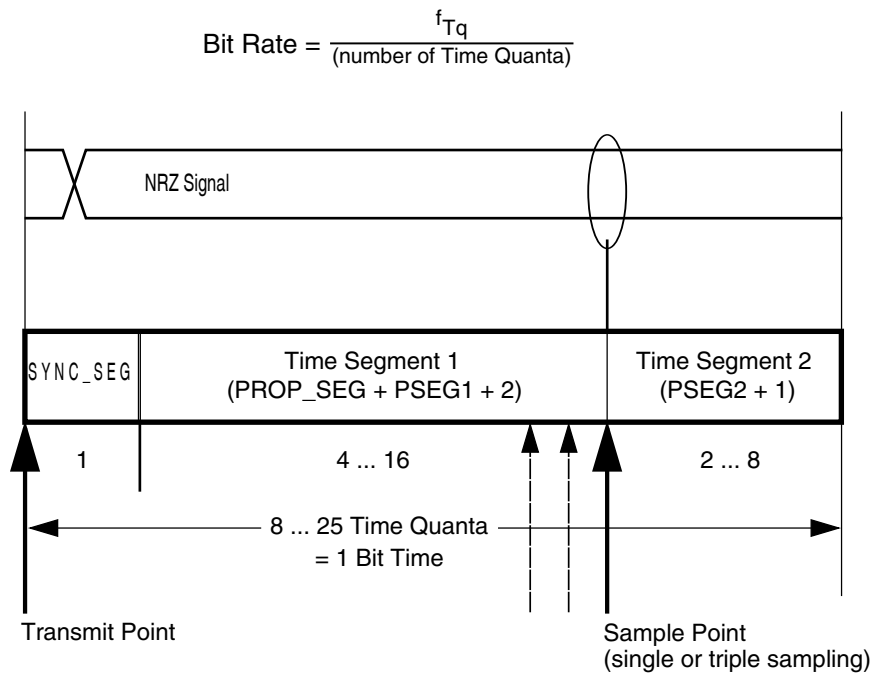 Bit Rate = fTq
(number of Time Quanta)
NRZ Signal
SYNC_SEG
Time Segment 1
(PROP_SEG + PSEG1 + 2)
Time Segment 2
(PSEG2 + 1)
1
4 ... 16
2 ... 8
8 ... 25 Time Quanta
= 1 Bit Time
Transmit Point
Sample Point
(single or triple sampling)